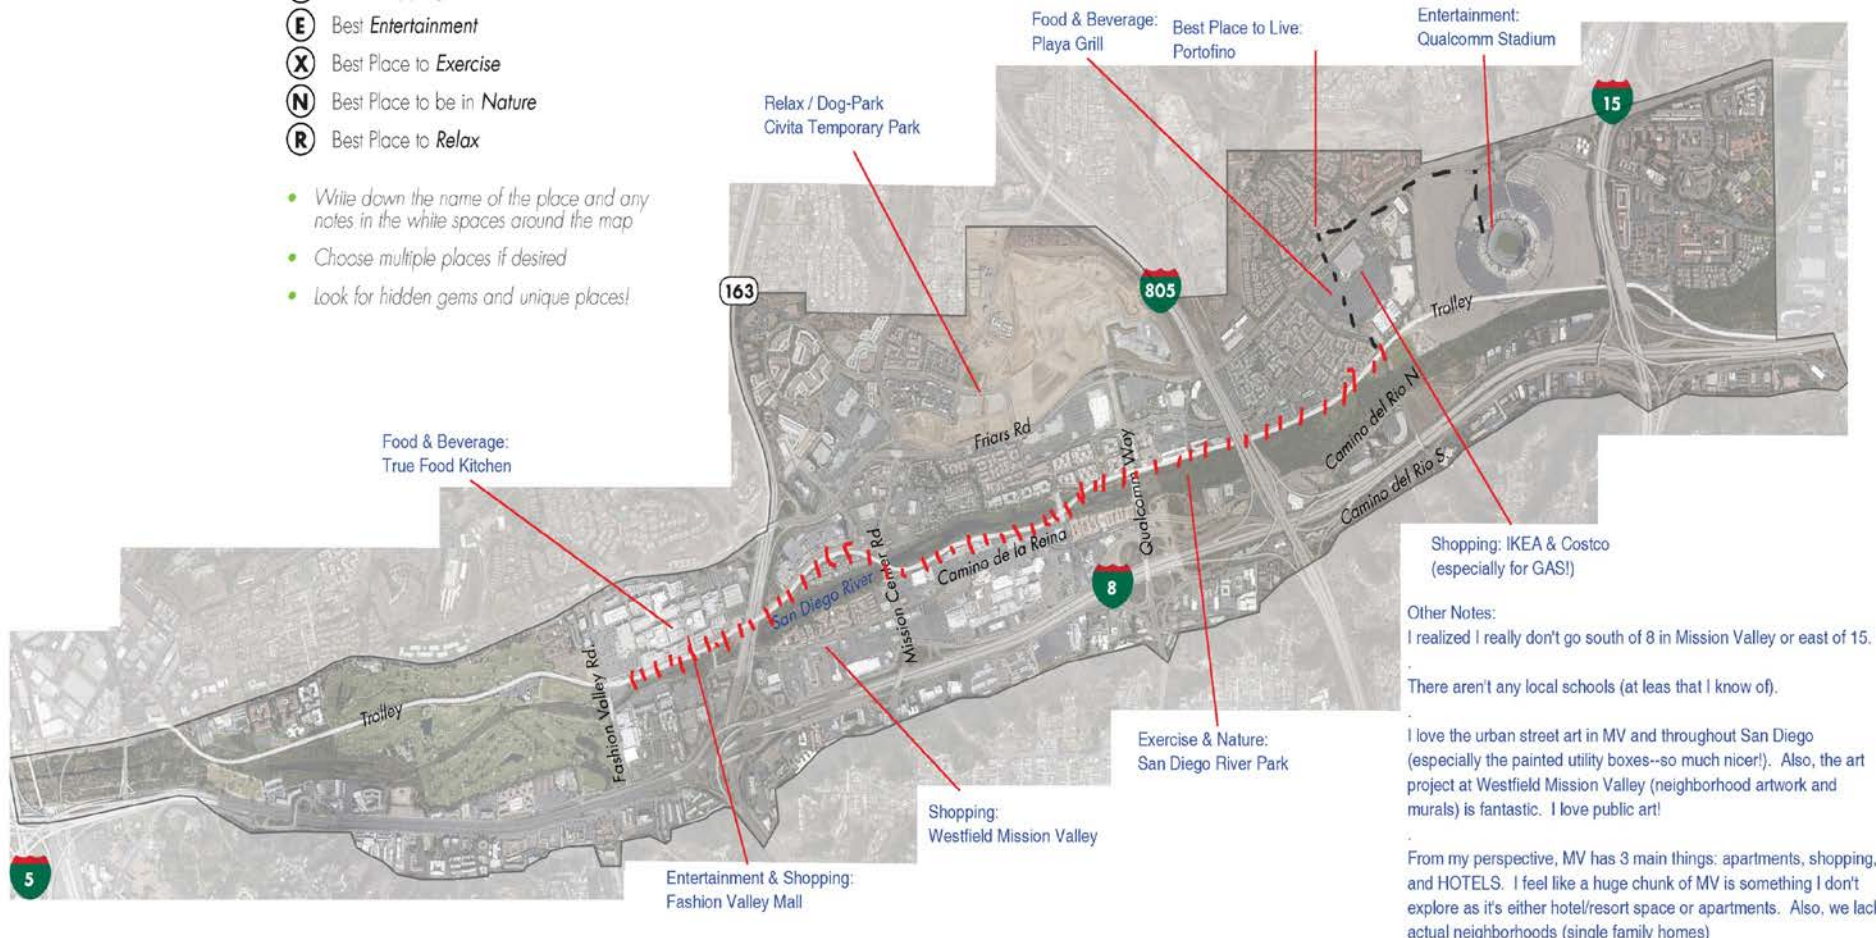 E Best Entertainment
X Best Place to Exercise
N Best Place to be in Nature
R Best Place to Relax
• Write down the name of the place and any
notes in the white spaces around the map
• Choose multiple places if desired
• Look for hidden gems and unique places!
Food & Beverage:
Playa Grill
Best Place to Live:
Portofino
Entertainment:
Qualcomm Stadium
Relax / Dog-Park
Civita Temporary Park
15
163
805
Trolley
Food & Beverage:
True Food Kitchen
Friars Rd
Qualcomm Way
Camino del Rio N
Camino del Rio S.
Camino de la Reina
Mission Center Rd
San Diego River
8
Fashion Valley Rd.
Trolley
5
Shopping: IKEA & Costco
(especially for GAS!)
Exercise & Nature:
San Diego River Park
Shopping:
Westfield Mission Valley
Entertainment & Shopping:
Fashion Valley Mall
Other Notes:
I realized I really don't go south of 8 in Mission Valley or east of 15.
.
There aren't any local schools (at leas that I know of).
.
I love the urban street art in MV and throughout San Diego
(especially the painted utility boxes--so much nicer!). Also, the art
project at Westfield Mission Valley (neighborhood artwork and
murals) is fantastic. I love public art!
.
From my perspective, MV has 3 main things: apartments, shopping,
and HOTELS. I feel like a huge chunk of MV is something I don't
explore as it's either hotel/resort space or apartments. Also, we lack
actual neighborhoods (single family homes)